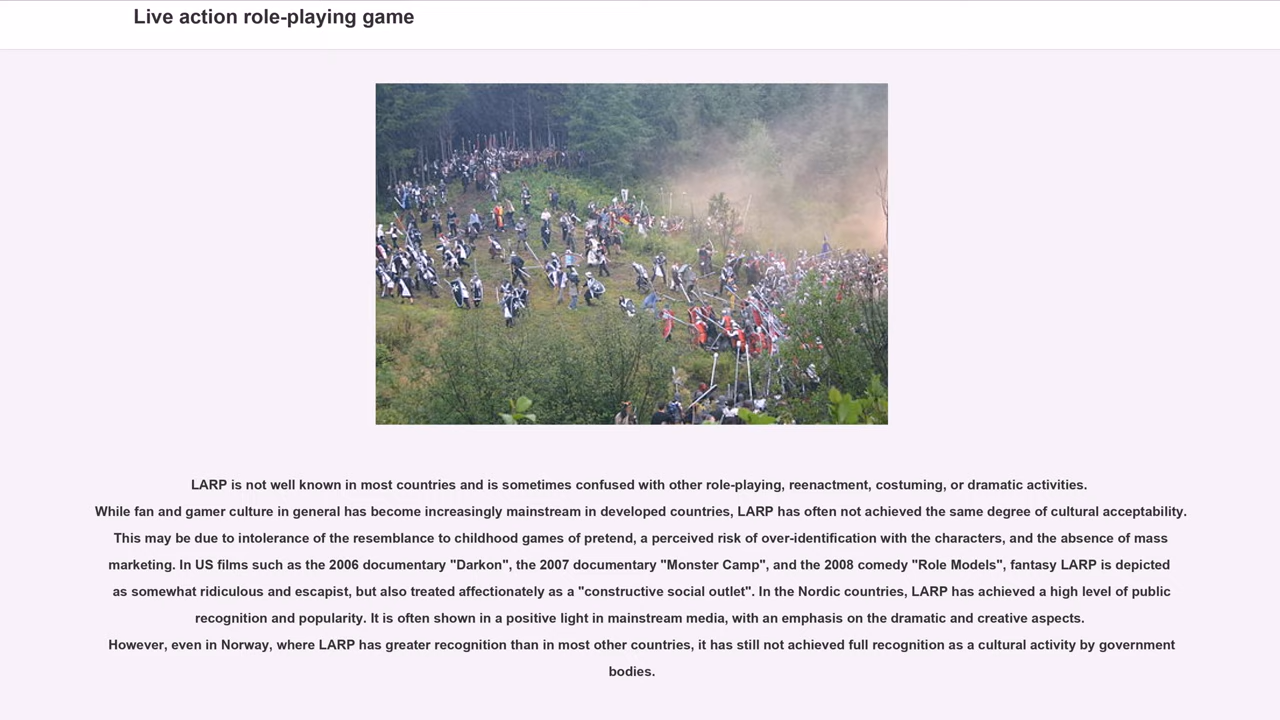 Live action role-playing game
LARP is not well known in most countries and is sometimes confused with other role-playing, reenactment, costuming, or dramatic activities.
While fan and gamer culture in general has become increasingly mainstream in developed countries, LARP has often not achieved the same degree of cultural acceptability.
This may be due to intolerance of the resemblance to childhood games of pretend, a perceived risk of over-identification with the characters, and the absence of mass
marketing. In US films such as the 2006 documentary "Darkon", the 2007 documentary "Monster Camp", and the 2008 comedy "Role Models", fantasy LARP is depicted
as somewhat ridiculous and escapist, but also treated affectionately as a "constructive social outlet". In the Nordic countries, LARP has achieved a high level of public
recognition and popularity. It is often shown in a positive light in mainstream media, with an emphasis on the dramatic and creative aspects.
However, even in Norway, where LARP has greater recognition than in most other countries, it has still not achieved full recognition as a cultural activity by government
bodies.